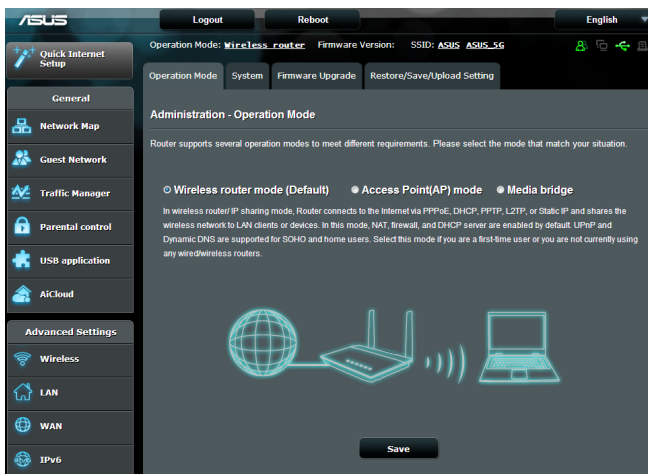 ASUS
Logout
Reboot
English
Quick Internet
Setup
Operation Mode: Wireless router Firmware Version: SSID: ASUS ASUS_5G
Operation Mode
System
Firmware Upgrade
Restore/Save/Upload Setting
General
Network Map
Guest Network
Traffic Manager
Parental control
USB application
AiCloud
Advanced Settings
Wireless
LAN
WAN
IPv6
Administration - Operation Mode
Router supports several operation modes to meet different requirements. Please select the mode that match your situation.
Wireless router mode (Default)
Access Point(AP) mode
Media bridge
In wireless router/ IP sharing mode, Router connects to the Internet via PPPoE, DHCP, PPTP, L2TP, or Static IP and shares the
wireless network to LAN clients or devices. In this mode, NAT, firewall, and DHCP server are enabled by default. UPnP and
Dynamic DNS are supported for SOHO and home users. Select this mode if you are a first-time user or you are not currently using
any wired/wireless routers.
Save